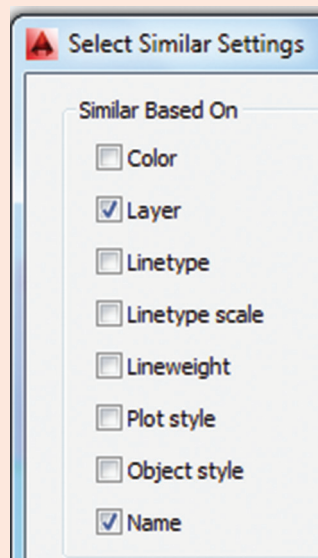 Select Similar Settings
Similar Based On
Color
Layer
Linetype
Linetype scale
Lineweight
Plot style
Object style
Name